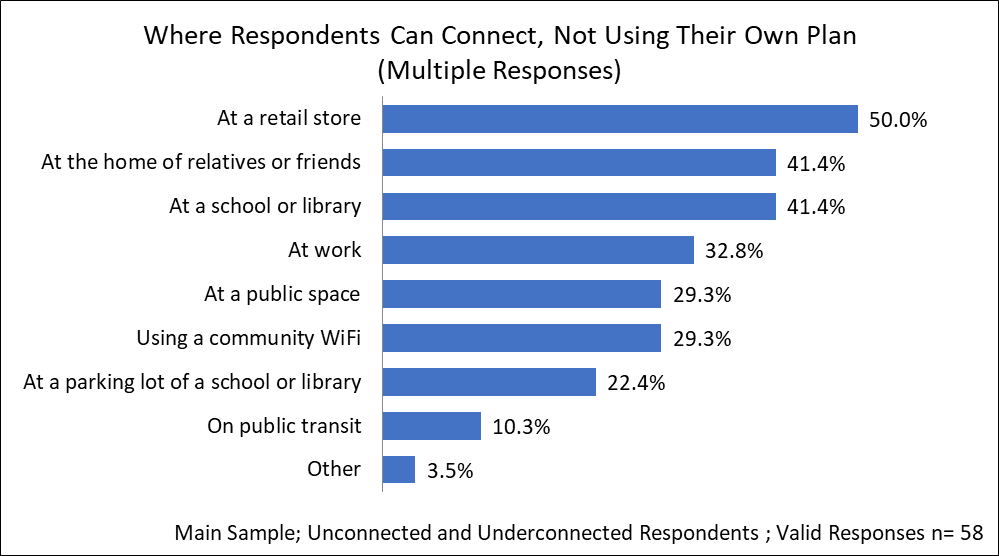 Where Respondents Can Connect, Not Using Their Own Plan
(Multiple Responses)
At a retail store 50.0%
At the home of relatives or friends 41.4%
At a school or library 41.4%
At work 32.8%
At a public space 29.3%
Using a community WiFi 29.3%
At a parking lot of a school or library 22.4%
On public transit 10.3%
Other 3.5%
Main Sample; Unconnected and Underconnected Respondents ; Valid Responses n= 58